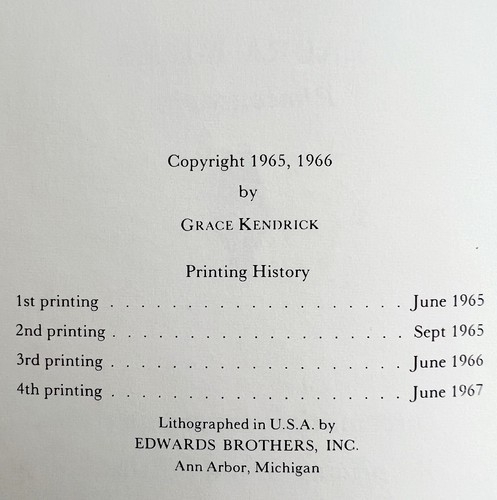 Copyright 1965, 1966
by
GRACE KENDRICK
Printing History
1st printing . . . . . . . . . . . . . . . . . . . June 1965
2nd printing . . . . . . . . . . . . . . . . . . . Sept 1965
3rd printing . . . . . . . . . . . . . . . . . . . June 1966
4th printing . . . . . . . . . . . . . . . . . . . June 1967
Lithographed in U.S.A. by
EDWARDS BROTHERS, INC.
Ann Arbor, Michigan